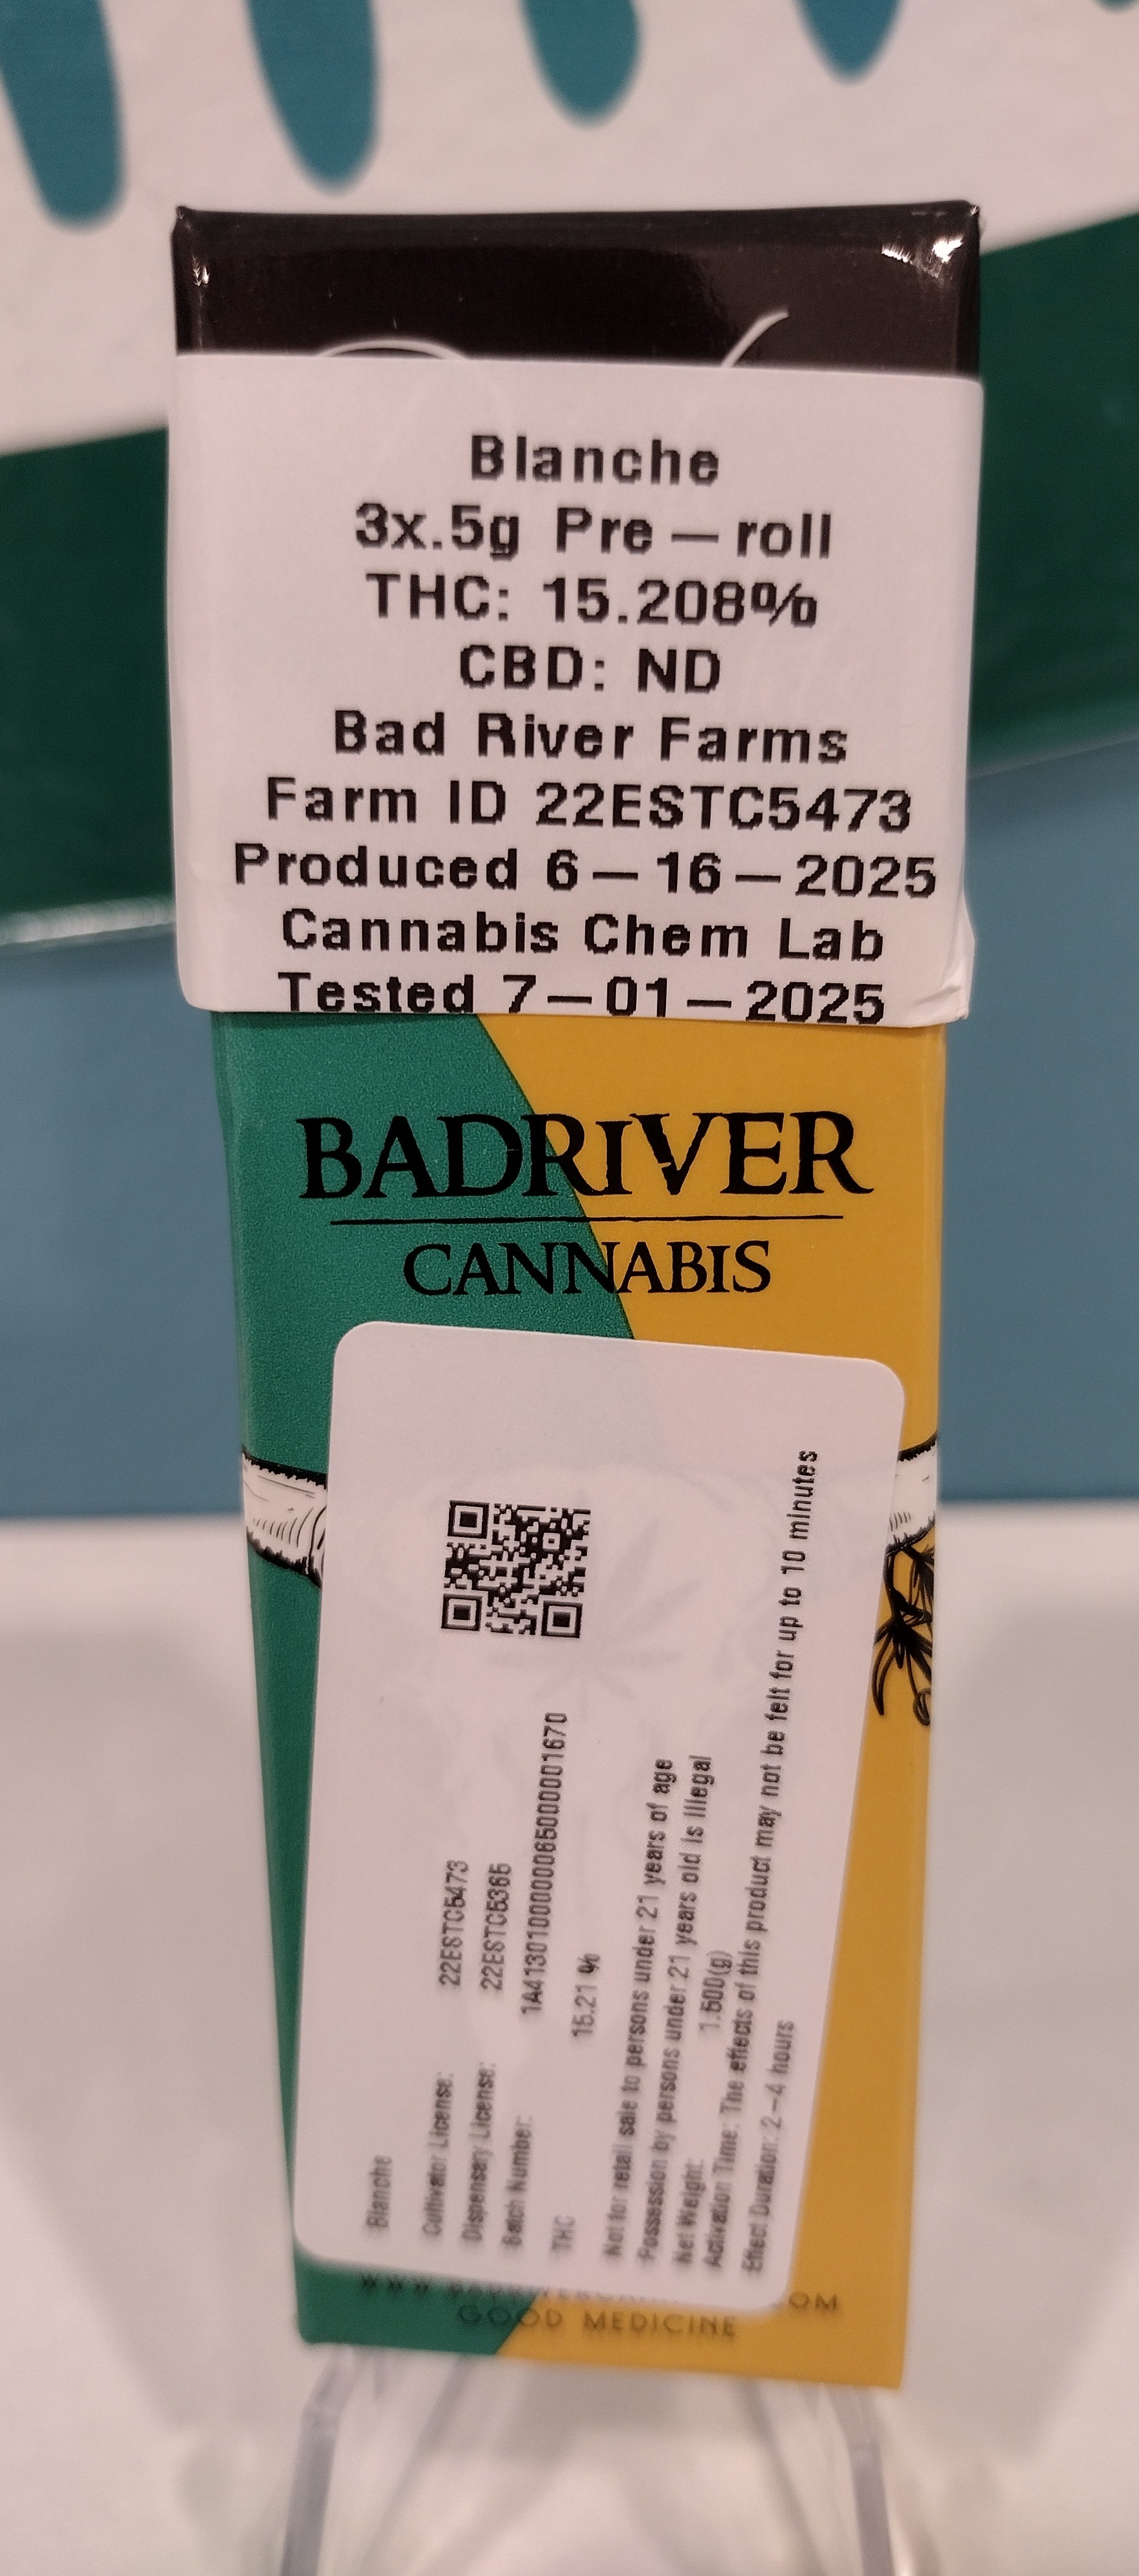 Blanche
3x.5g Pre-roll
THC: 15.208%
CBD: ND
Bad River Farms
Farm ID 22ESTC5473
Produced 6-16-2025
Cannabis Chem Lab
Tested 7-01-2025
BADRIVER
CANNABIS
Blanche
Cultivator License: 22ESTC5473
Dispensary License: 22ESTC5365
Batch Number: 1A4130100000650000001670
THC 15.21 %
Not for retail sale to persons under 21 years of age
Possession by persons under 21 years old is illegal
Net Weight: 1.500(g)
Activation Time: The effects of this product may not be felt for up to 10 minutes
Effect Duration: 2-4 hours
GOOD MEDICINE